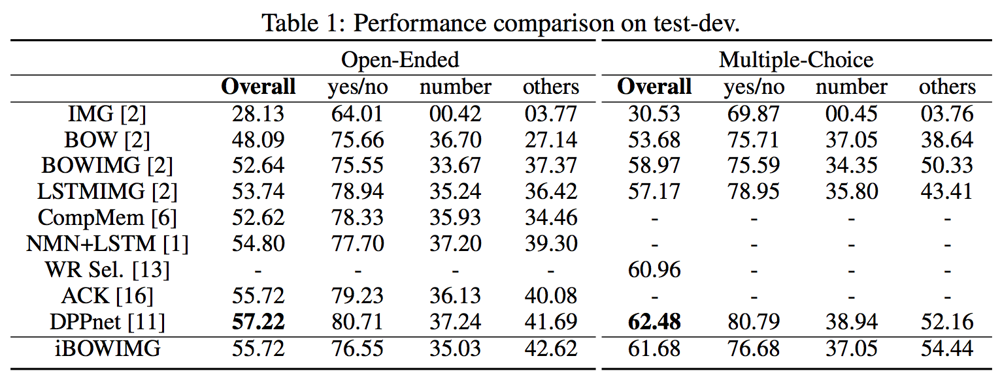 Table 1: Performance comparison on test-dev.
Open-Ended Multiple-Choice
Overall yes/no number others Overall yes/no number others
IMG [2] 28.13 64.01 00.42 03.77 30.53 69.87 00.45 03.76
BOW [2] 48.09 75.66 36.70 27.14 53.68 75.71 37.05 38.64
BOWIMG [2] 52.64 75.55 33.67 37.37 58.97 75.59 34.35 50.33
LSTMIMG [2] 53.74 78.94 35.24 36.42 57.17 78.95 35.80 43.41
CompMem [6] 52.62 78.33 35.93 34.46 - - - -
NMN+LSTM [1] 54.80 77.70 37.20 39.30 - - - -
WR Sel. [13] - - - - 60.96 - - -
ACK [16] 55.72 79.23 36.13 40.08 - - - -
DPPnet [11] 57.22 80.71 37.24 41.69 62.48 80.79 38.94 52.16
iBOWIMG 55.72 76.55 35.03 42.62 61.68 76.68 37.05 54.44